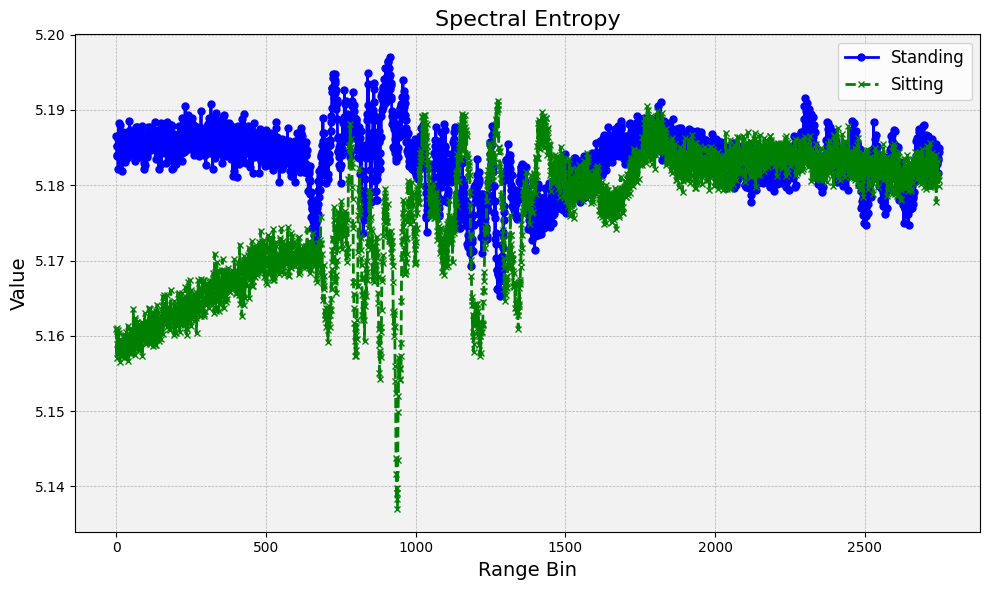 Spectral Entropy
Standing
Sitting
Value
5.20
5.19
5.18
5.17
5.16
5.15
5.14
0 500 1000 1500 2000 2500
Range Bin